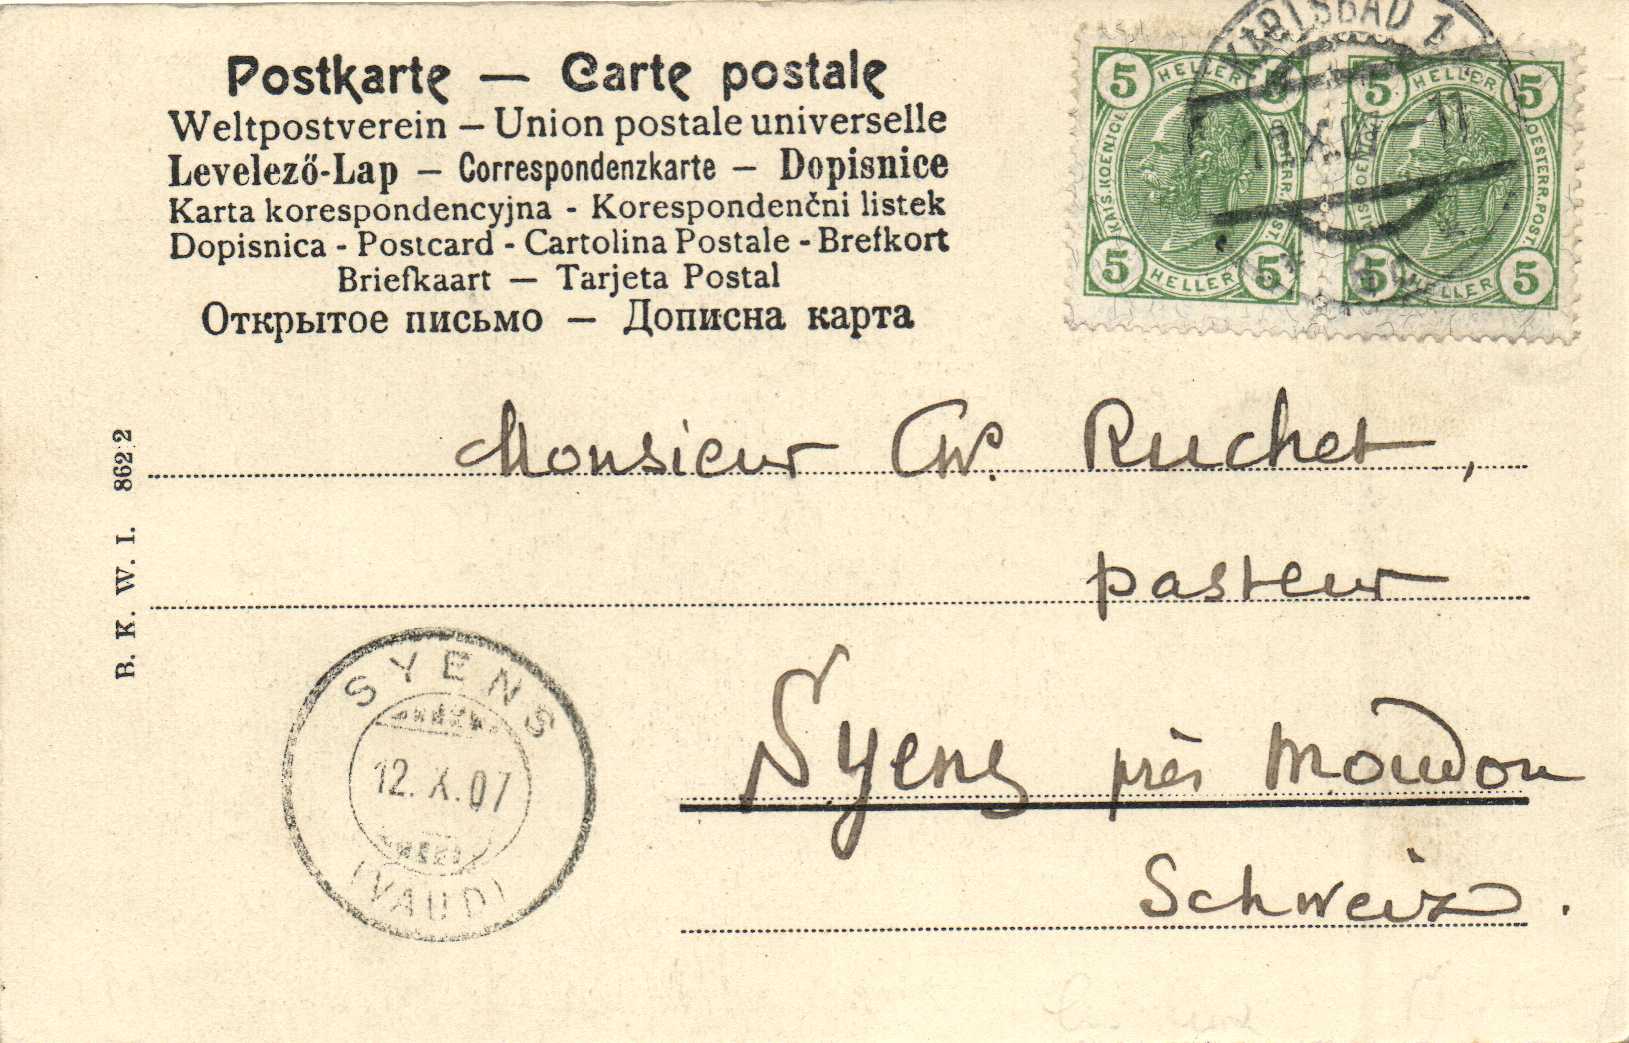 Postkarte — Carte postale
Weltpostverein – Union postale universelle
Levelező-Lap – Correspondenzkarte – Dopisnice
Karta korespondencyjna - Korespondenčni listek
Dopisnica - Postcard - Cartolina Postale - Brefkort
Briefkaart — Tarjeta Postal
Открытое письмо – Дописна карта
KARLSBAD 1
X
11
5 HELLER 5
KAIS. KOENIGL. OESTERR. POST.
5 HELLER 5
5 HELLER 5
OESTERR. POST.
5 HELLER 5
B. K. W. I. 862/2
Monsieur Ruchet,
pasteur
Syens près Moudon
Schweiz.
SYENS
12. X. 07
(VAUD)